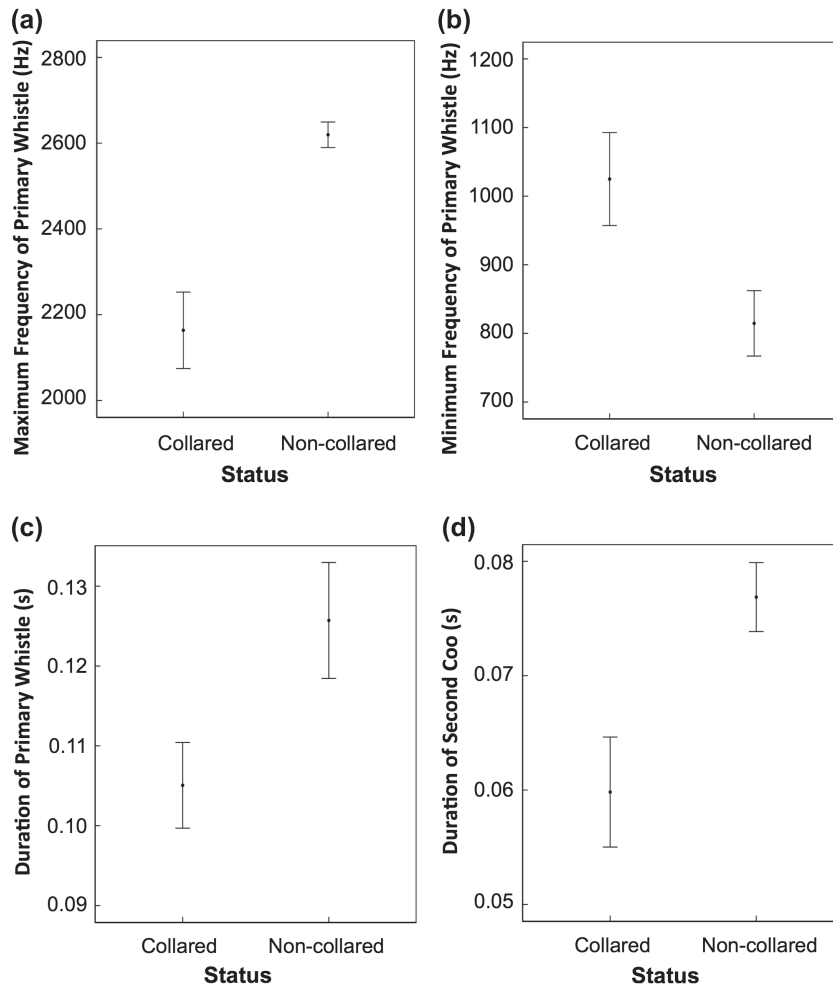 (a)
Maximum Frequency of Primary Whistle (Hz)
2800
2600
2400
2200
2000
Collared Non-collared
Status
(b)
Minimum Frequency of Primary Whistle (Hz)
1200
1100
1000
900
800
700
Collared Non-collared
Status
(c)
Duration of Primary Whistle (s)
0.13
0.12
0.11
0.10
0.09
Collared Non-collared
Status
(d)
Duration of Second Coo (s)
0.08
0.07
0.06
0.05
Collared Non-collared
Status